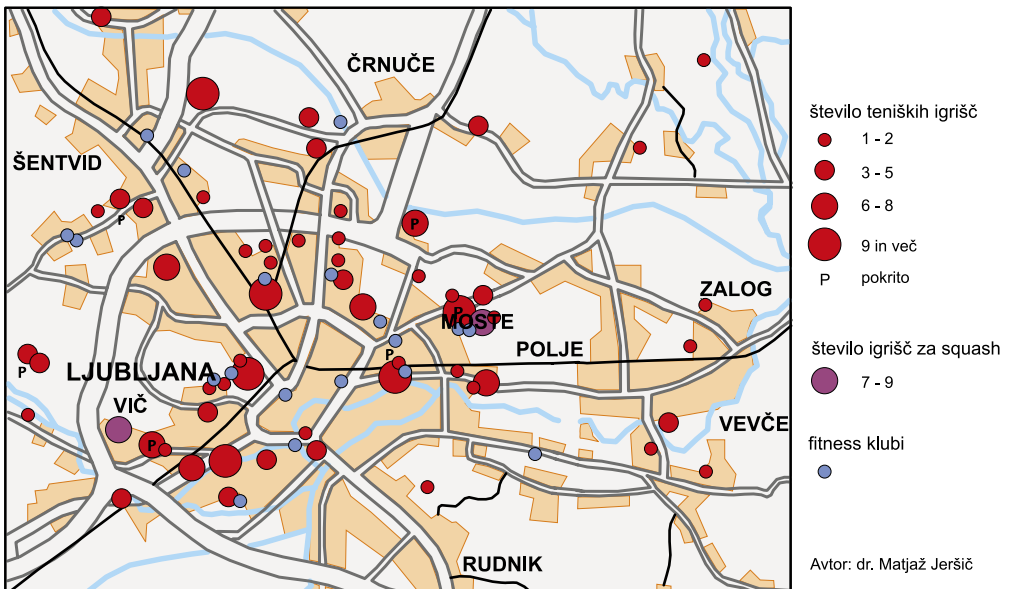 ČRNUČE
ŠENTVID
P
P
ZALOG
P
MOSTE
POLJE
P
P
LJUBLJANA
VIČ
VEVČE
P
RUDNIK
število teniških igrišč
1 - 2
3 - 5
6 - 8
9 in več
P pokrito
število igrišč za squash
7 - 9
fitness klubi
Avtor: dr. Matjaž Jeršič